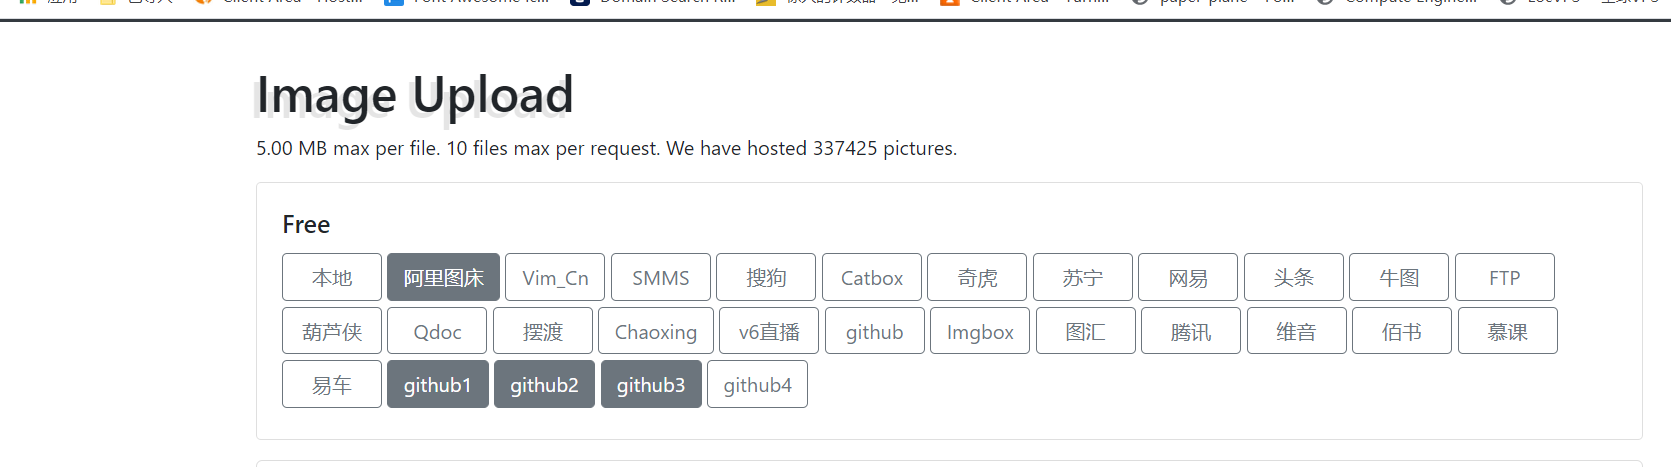 Image Upload
5.00 MB max per file. 10 files max per request. We have hosted 337425 pictures.
Free
本地 阿里图床 Vim_Cn SMMS 搜狗 Catbox 奇虎 苏宁 网易 头条 牛图 FTP
葫芦侠 Qdoc 摆渡 Chaoxing v6直播 github Imgbox 图汇 腾讯 维音 佰书 慕课
易车 github1 github2 github3 github4